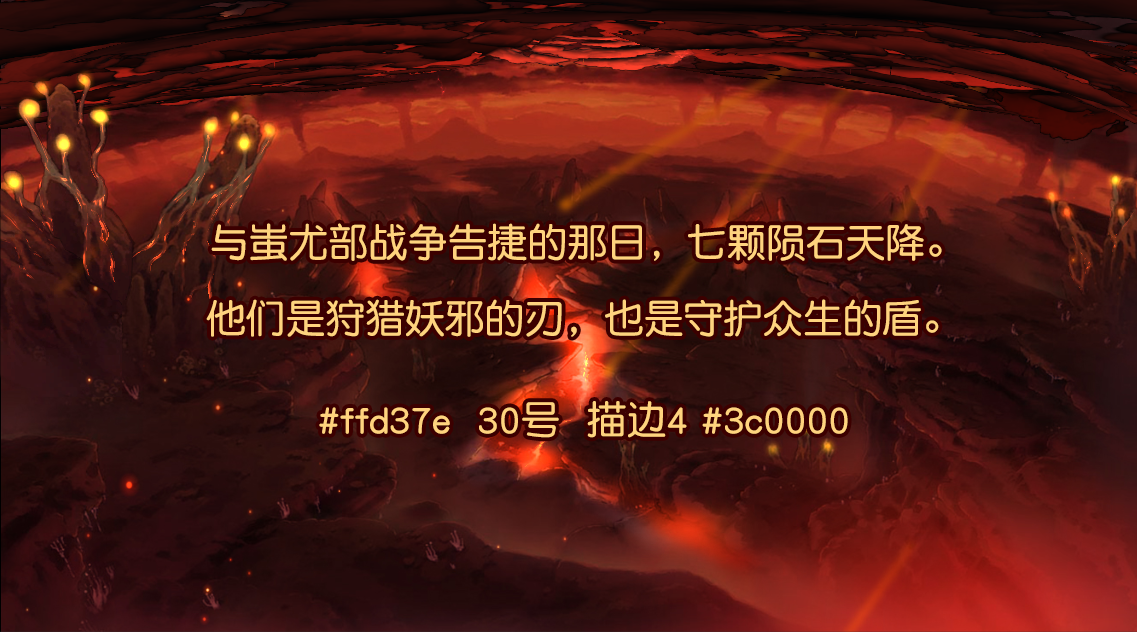 与蚩尤部战争告捷的那日，七颗陨石天降。
他们是狩猎妖邪的刃，也是守护众生的盾。
#ffd37e 30号 描边4 #3c0000